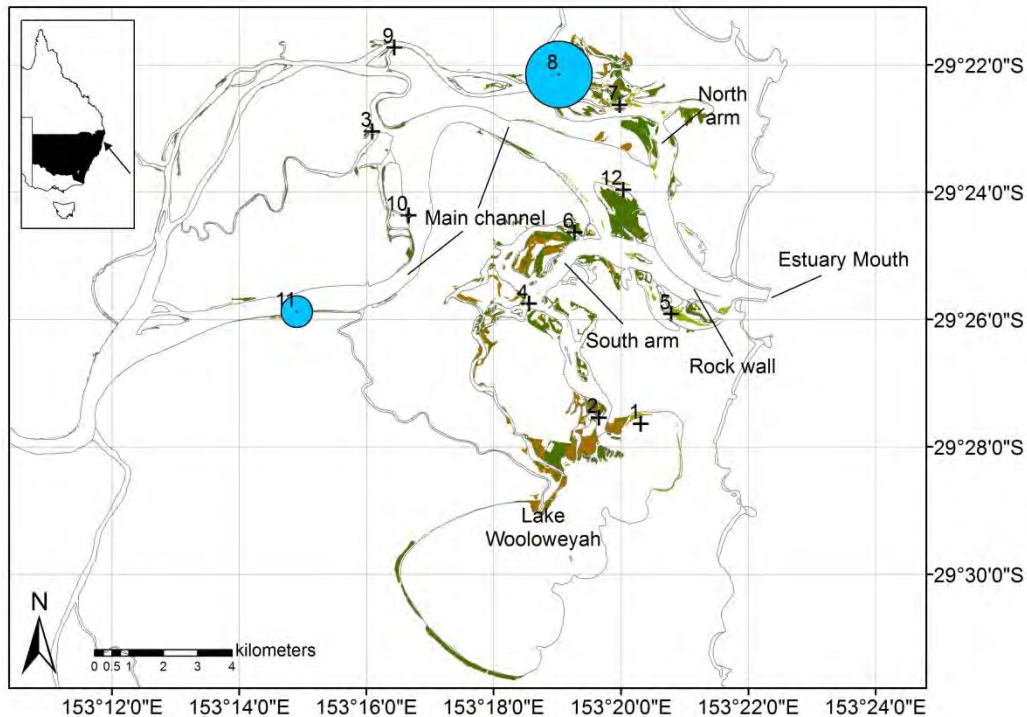 9
8
29°22'0"S
7
North
arm
3
12
29°24'0"S
10
Main channel
6
Estuary Mouth
11
4
5
29°26'0"S
South arm
Rock wall
2
1
29°28'0"S
Lake
Wooloweyah
29°30'0"S
N
kilometers
0 0.5 1 2 3 4
153°12'0"E
153°14'0"E
153°16'0"E
153°18'0"E
153°20'0"E
153°22'0"E
153°24'0"E